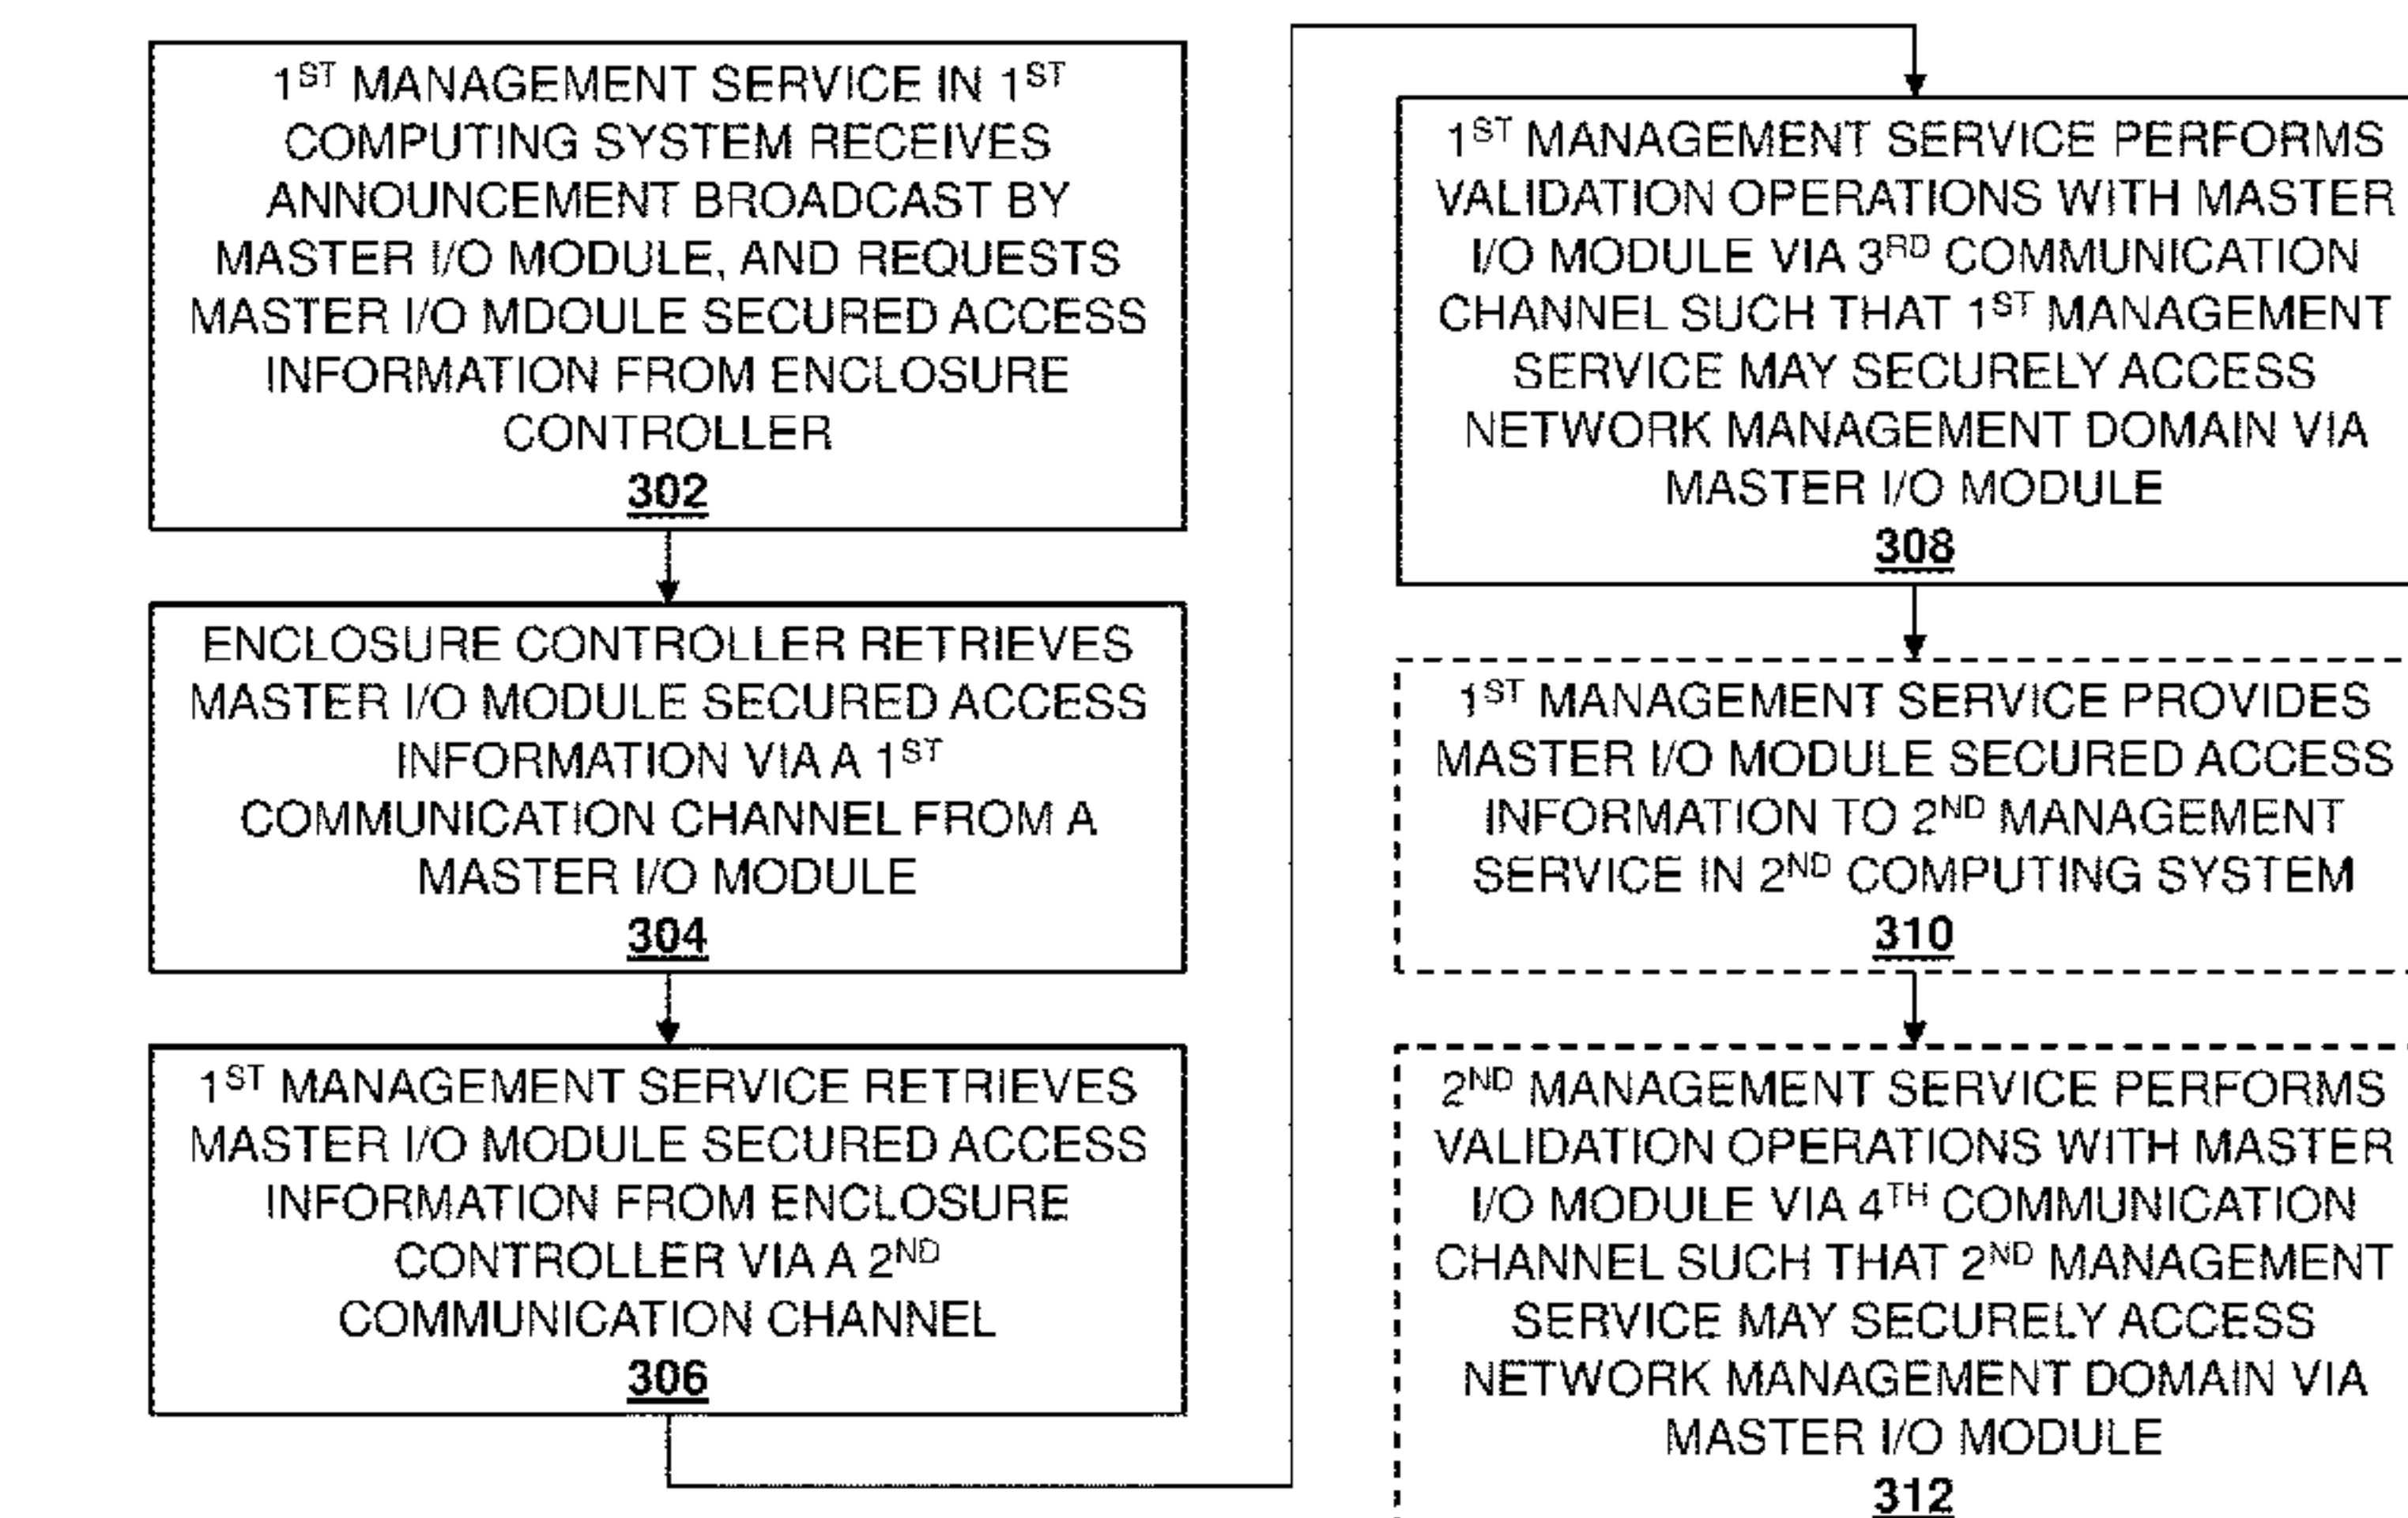 1ST MANAGEMENT SERVICE IN 1ST
COMPUTING SYSTEM RECEIVES
ANNOUNCEMENT BROADCAST BY
MASTER I/O MODULE, AND REQUESTS
MASTER I/O MDOULE SECURED ACCESS
INFORMATION FROM ENCLOSURE
CONTROLLER
302
ENCLOSURE CONTROLLER RETRIEVES
MASTER I/O MODULE SECURED ACCESS
INFORMATION VIA A 1ST
COMMUNICATION CHANNEL FROM A
MASTER I/O MODULE
304
1ST MANAGEMENT SERVICE RETRIEVES
MASTER I/O MODULE SECURED ACCESS
INFORMATION FROM ENCLOSURE
CONTROLLER VIA A 2ND
COMMUNICATION CHANNEL
306
1ST MANAGEMENT SERVICE PERFORMS
VALIDATION OPERATIONS WITH MASTER
I/O MODULE VIA 3RD COMMUNICATION
CHANNEL SUCH THAT 1ST MANAGEMENT
SERVICE MAY SECURELY ACCESS
NETWORK MANAGEMENT DOMAIN VIA
MASTER I/O MODULE
308
1ST MANAGEMENT SERVICE PROVIDES
MASTER I/O MODULE SECURED ACCESS
INFORMATION TO 2ND MANAGEMENT
SERVICE IN 2ND COMPUTING SYSTEM
310
2ND MANAGEMENT SERVICE PERFORMS
VALIDATION OPERATIONS WITH MASTER
I/O MODULE VIA 4TH COMMUNICATION
CHANNEL SUCH THAT 2ND MANAGEMENT
SERVICE MAY SECURELY ACCESS
NETWORK MANAGEMENT DOMAIN VIA
MASTER I/O MODULE
312